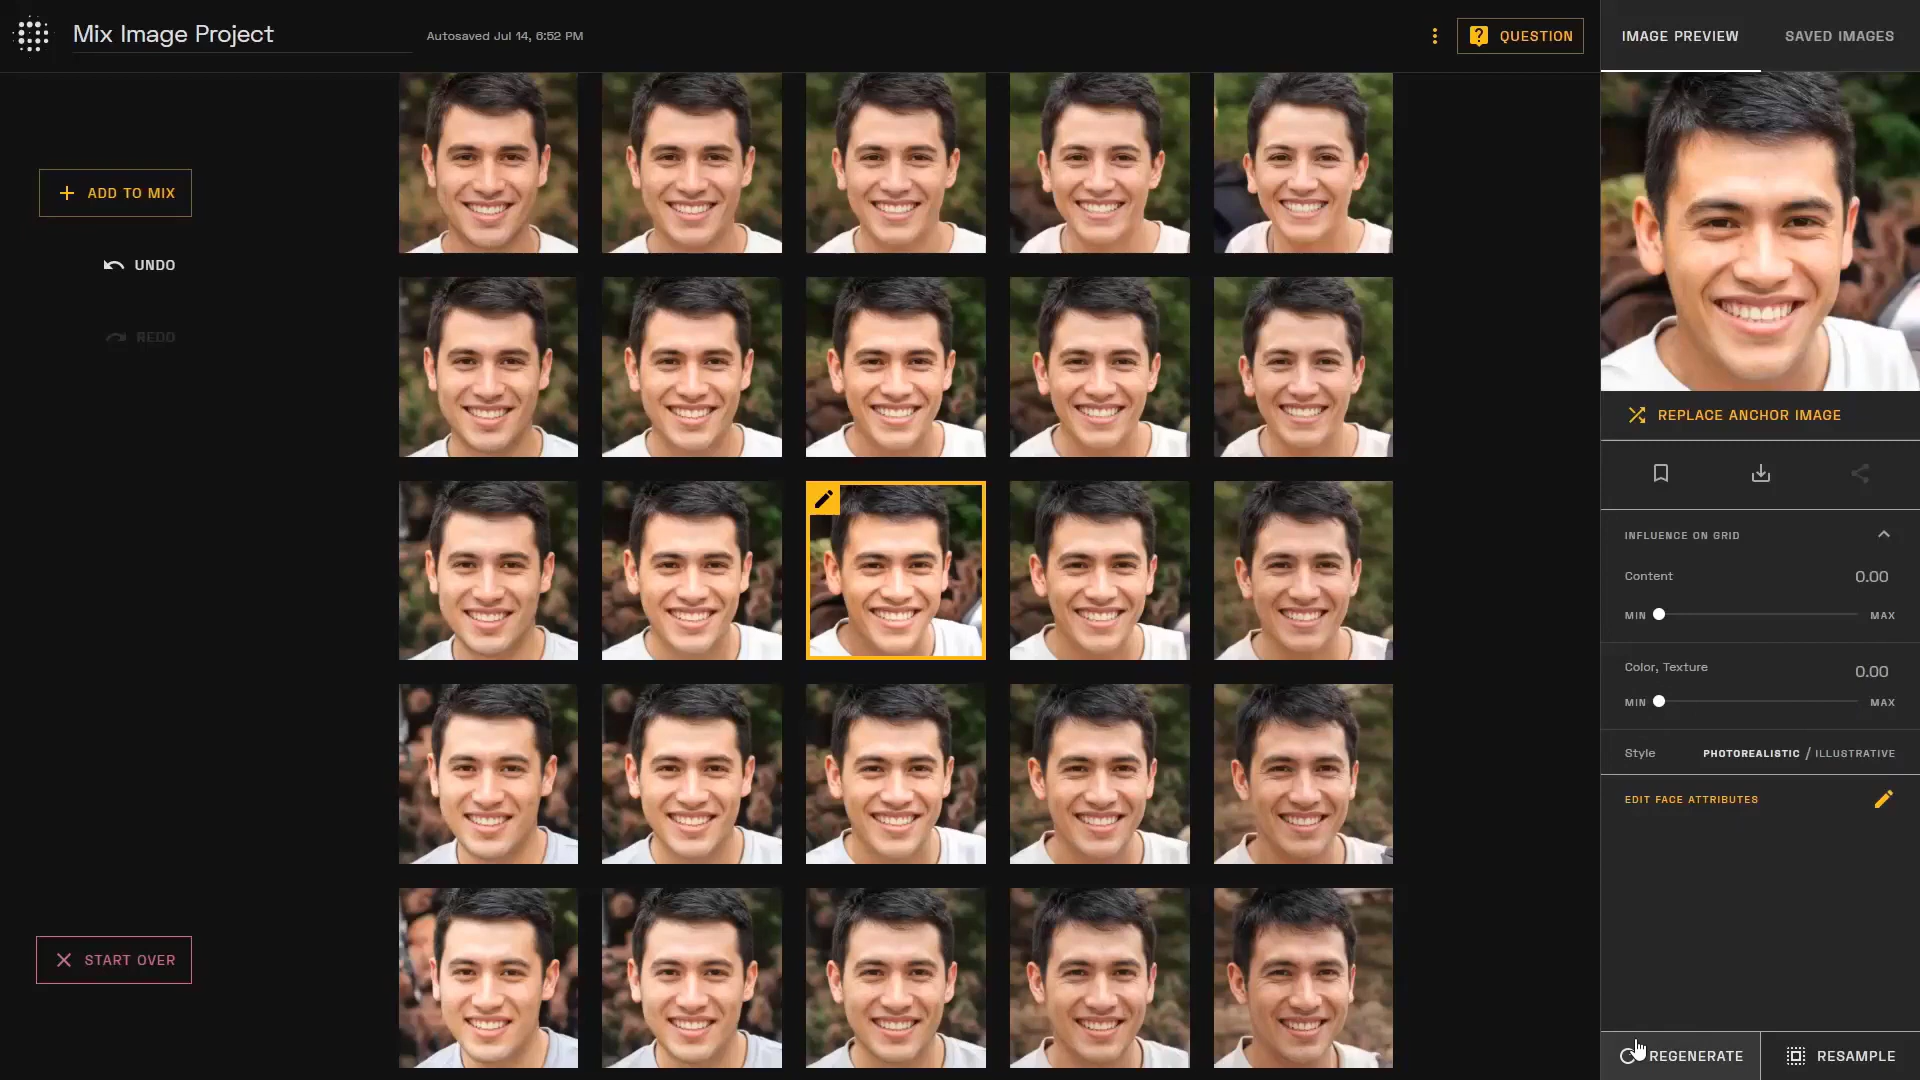 Mix Image Project
Autosaved Jul 14, 6:52 PM
QUESTION
IMAGE PREVIEW
SAVED IMAGES
ADD TO MIX
UNDO
REDO
START OVER
REPLACE ANCHOR IMAGE
INFLUENCE ON GRID
Content 0.00
MIN MAX
Color, Texture 0.00
MIN MAX
Style PHOTOREALISTIC / ILLUSTRATIVE
EDIT FACE ATTRIBUTES
REGENERATE
RESAMPLE